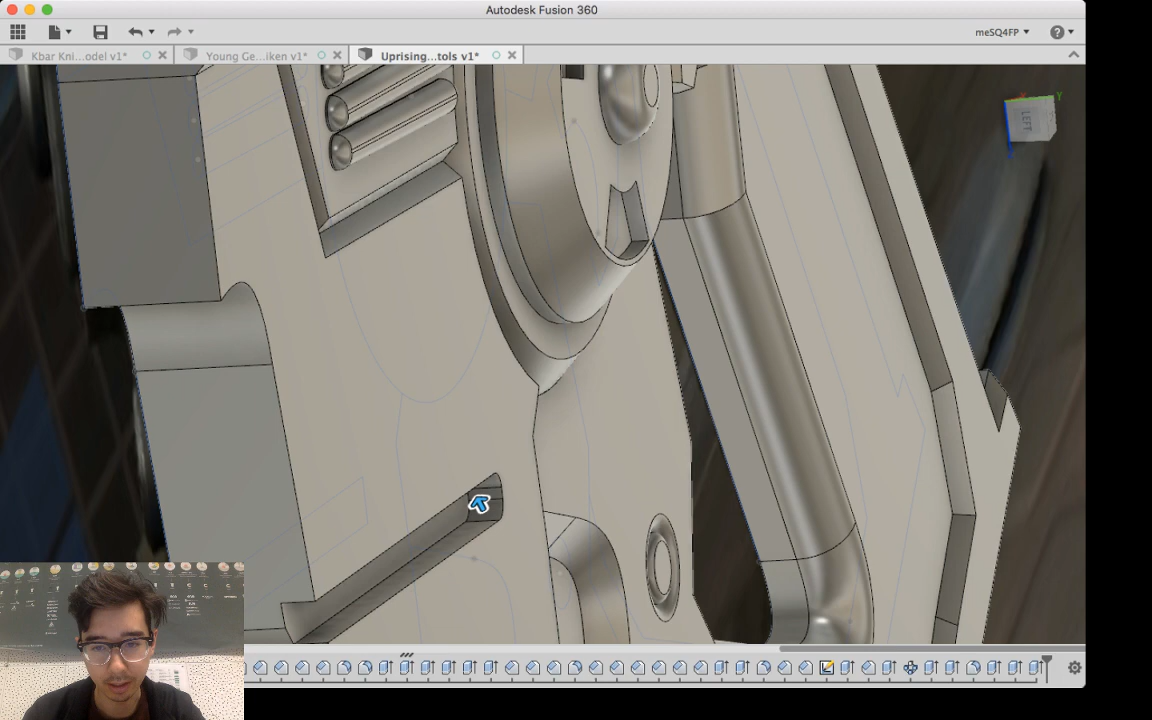 Autodesk Fusion 360
meSQ4FP
Kbar Kni...odel v1*
Young Ge...iken v1*
Uprising...tols v1*
Y
LEFT